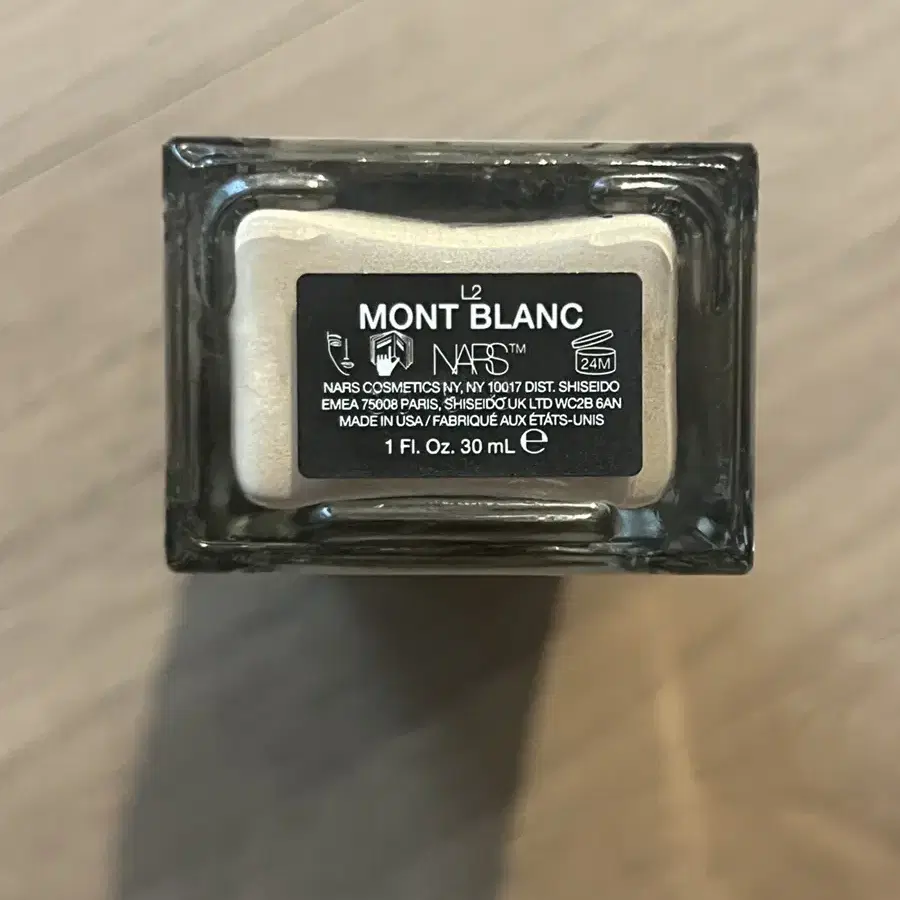 L2
MONT BLANC
NARS™ 24M
NARS COSMETICS NY, NY 10017 DIST. SHISEIDO
EMEA 75008 PARIS, SHISEIDO UK LTD WC2B 6AN
MADE IN USA / FABRIQUÉ AUX ÉTATS-UNIS
1 Fl. Oz. 30 mL ℮